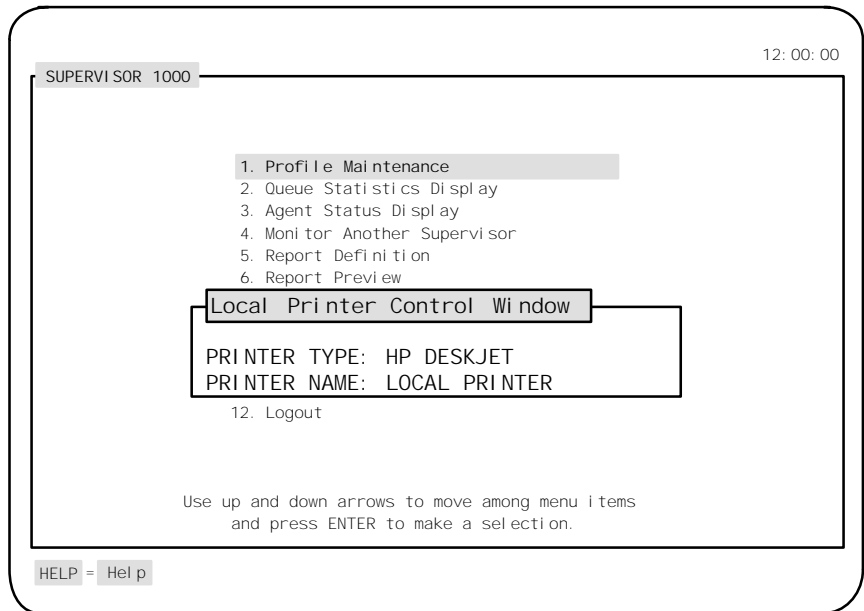 12:00:00
SUPERVISOR 1000
1. Profile Maintenance
2. Queue Statistics Display
3. Agent Status Display
4. Monitor Another Supervisor
5. Report Definition
6. Report Preview
Local Printer Control Window
PRINTER TYPE: HP DESKJET
PRINTER NAME: LOCAL PRINTER
12. Logout
Use up and down arrows to move among menu items
and press ENTER to make a selection.
HELP = Help